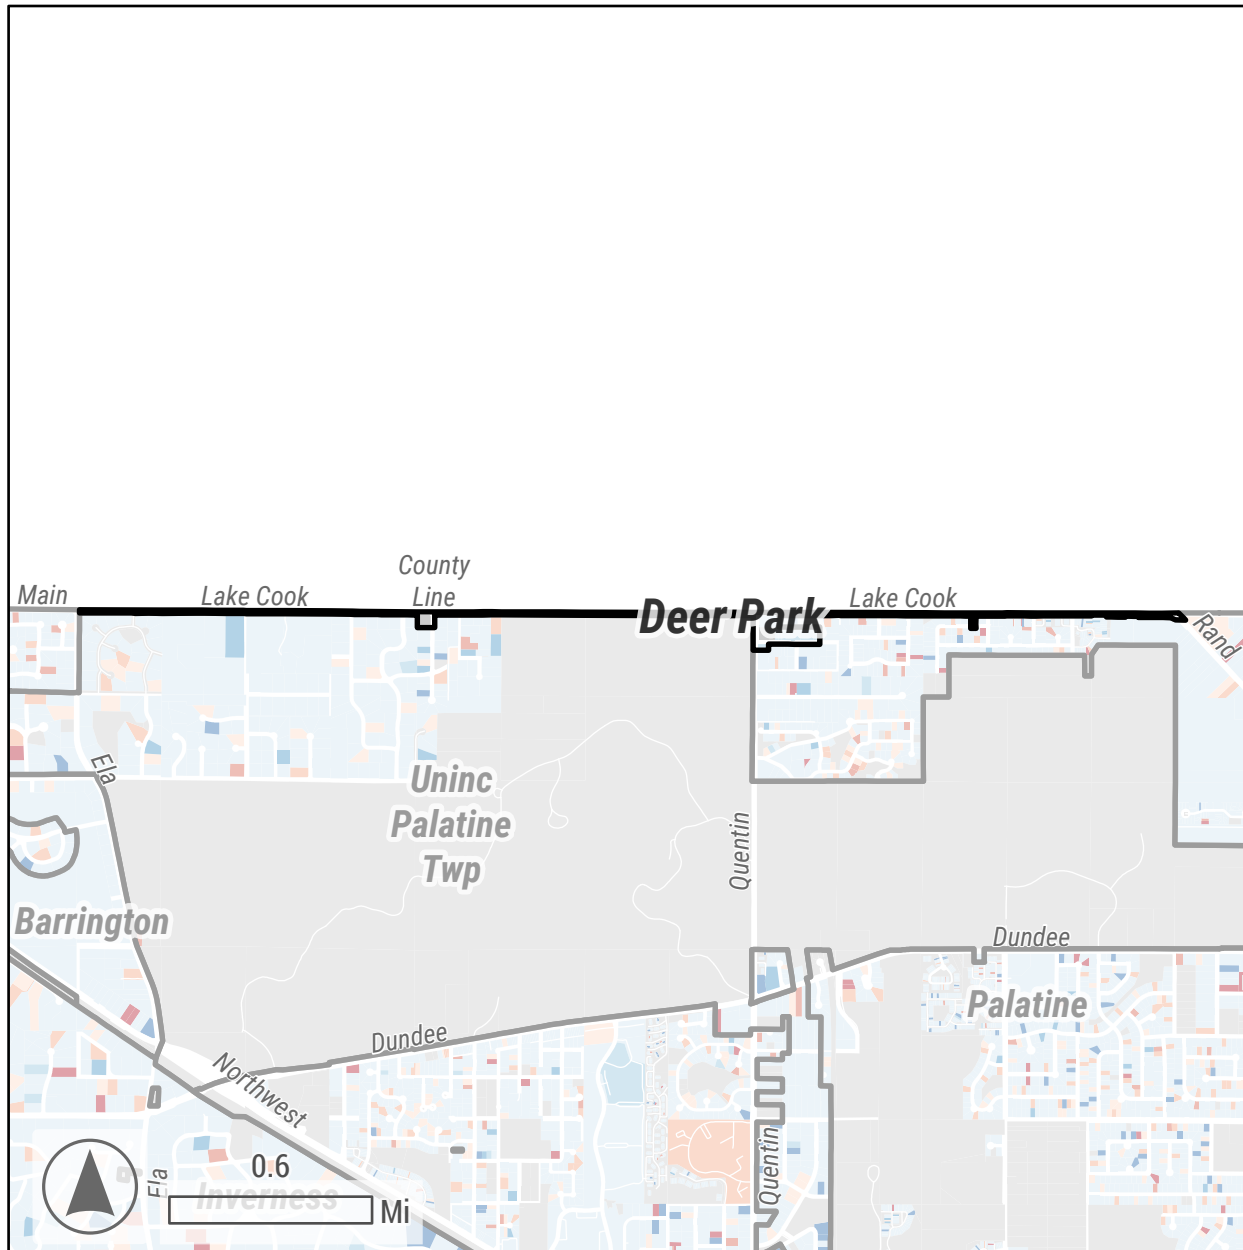 County
Main
Lake Cook
Line
Lake Cook
Deer Park
Rand
Ela
Uninc
Palatine
Twp
Quentin
Barrington
Dundee
Palatine
Dundee
Northwest
Quentin
0.6
Ela
Inverness
Mi